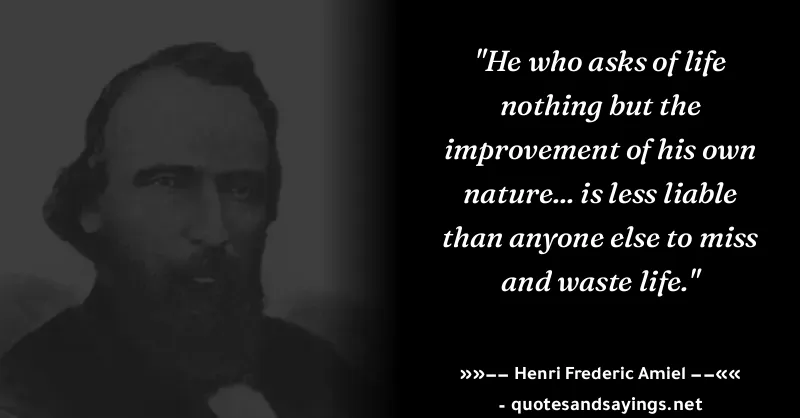 "He who asks of life
nothing but the
improvement of his own
nature... is less liable
than anyone else to miss
and waste life."
»»−− Henri Frederic Amiel −−««
- quotesandsayings.net